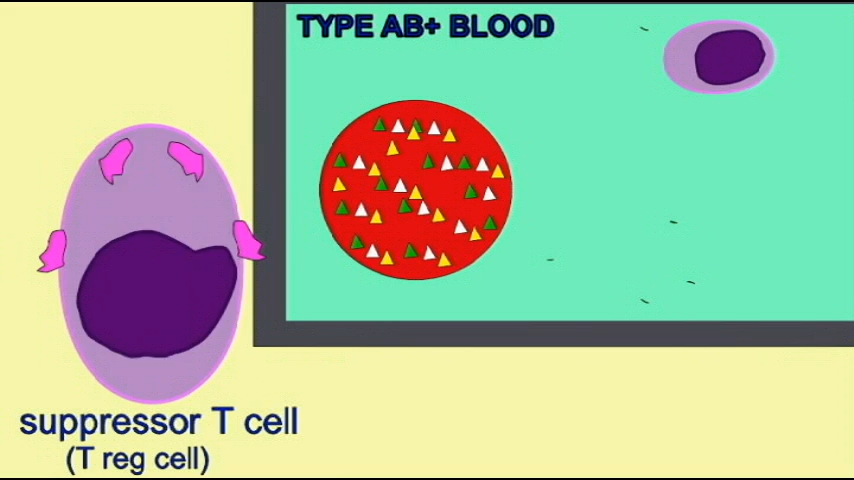 TYPE AB+ BLOOD
suppressor T cell
(T reg cell)